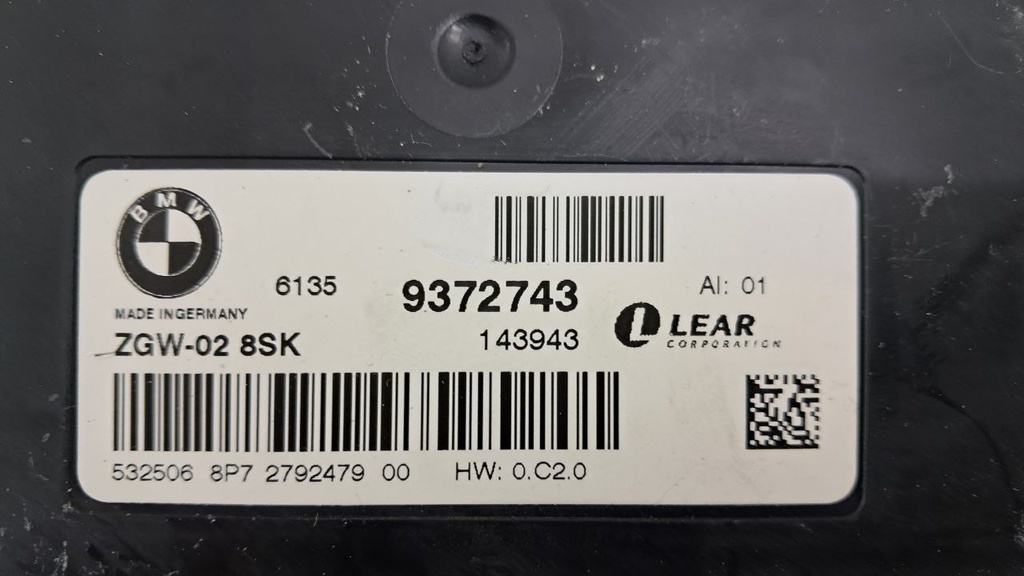 BMW
6135 9372743 AI: 01
MADE INGERMANY
ZGW-02 8SK 143943 LEAR
CORPORATION
532506 8P7 2792479 00 HW: 0.C2.0